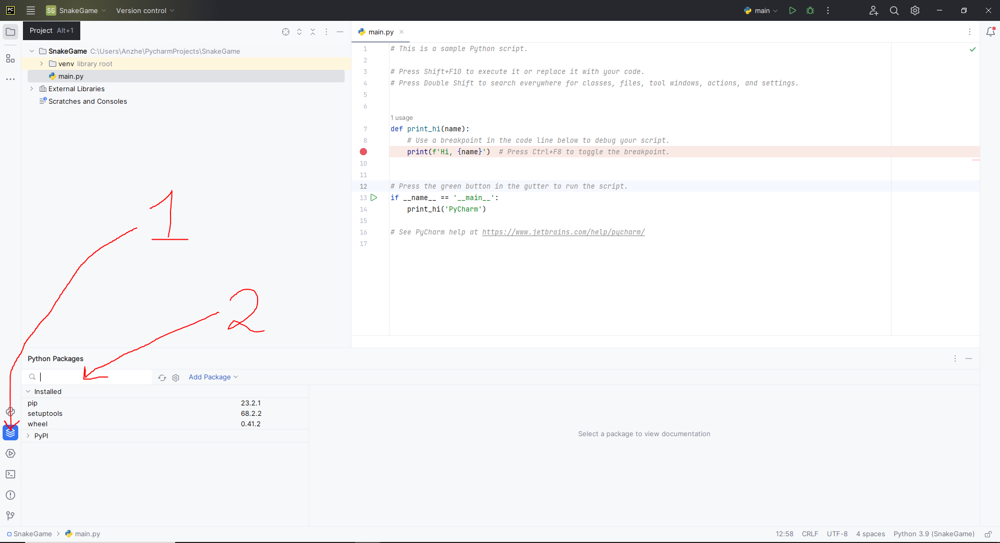 PC SG SnakeGame Version control main
Project Alt+1
main.py
SnakeGame C:\Users\Anzhe\PycharmProjects\SnakeGame
venv library root
main.py
External Libraries
Scratches and Consoles
1 # This is a sample Python script.
2
3 # Press Shift+F10 to execute it or replace it with your code.
4 # Press Double Shift to search everywhere for classes, files, tool windows, actions, and settings.
5
6
1 usage
7 def print_hi(name):
8 # Use a breakpoint in the code line below to debug your script.
print(f'Hi, {name}') # Press Ctrl+F8 to toggle the breakpoint.
10
11
12 # Press the green button in the gutter to run the script.
13 if __name__ == '__main__':
14 print_hi('PyCharm')
15
16 # See PyCharm help at https://www.jetbrains.com/help/pycharm/
17
1
2
Python Packages
Add Package
Installed
pip 23.2.1
setuptools 68.2.2
wheel 0.41.2
PyPI
Select a package to view documentation
SnakeGame > main.py 12:58 CRLF UTF-8 4 spaces Python 3.9 (SnakeGame)